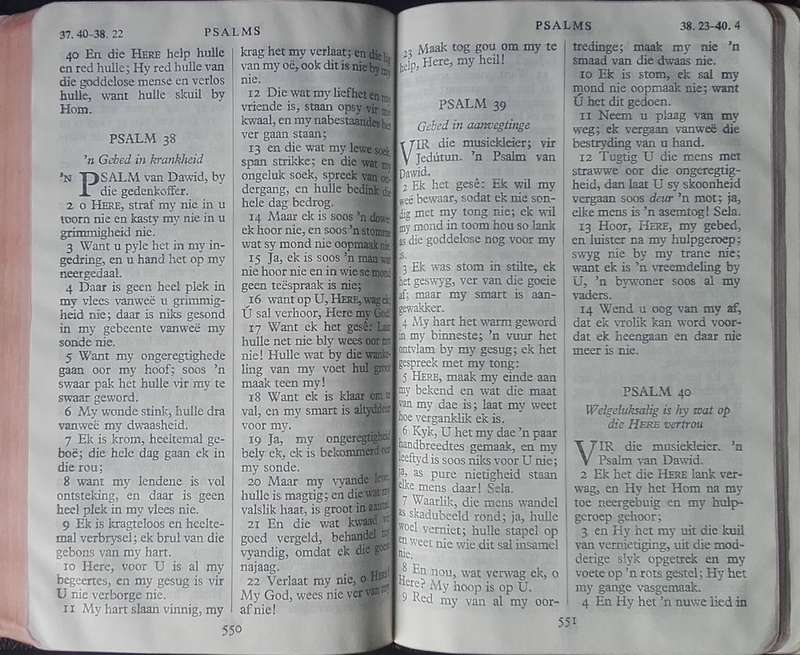 37. 40-38. 22
PSALMS
40 En die HERE help hulle
en red hulle; Hy red hulle van
die goddelose mense en verlos
hulle, want hulle skuil by
Hom.
PSALM 38
’n Gebed in krankheid
’N PSALM van Dawid, by
die gedenkoffer.
2 O HERE, straf my nie in u
toorn nie en kasty my nie in u
grimmigheid nie.
3 Want u pyle het in my in-
gedring, en u hand het op my
neergedaal.
4 Daar is geen heel plek in
my vlees vanweë u grimmig-
heid nie; daar is niks gesond
in my gebeente vanweë my
sonde nie.
5 Want my ongeregtighede
gaan oor my hoof; soos ’n
swaar pak het hulle vir my te
swaar geword.
6 My wonde stink, hulle dra
vanweë my dwaasheid.
7 Ek is krom, heeltemal ge-
boë; die hele dag gaan ek in
die rou;
8 want my lendene is vol
ontsteking, en daar is geen
heel plek in my vlees nie.
9 Ek is kragteloos en heelte-
mal verbrysel; ek brul van die
gebons van my hart.
10 Here, voor U is al my
begeertes, en my gesug is vir
U nie verborge nie.
11 My hart slaan vinnig, my
krag het my verlaat; en die lig
van my oë, ook dit is nie by my
nie.
12 Die wat my liefhet en my
vriende is, staan opsy vir my
kwaal, en my nabestaandes bly
ver gaan staan;
13 en die wat my lewe soek,
span strikke; en die wat my
ongeluk soek, spreek van on-
dergang, en hulle bedink die
hele dag bedrog.
14 Maar ek is soos ’n dowe,
ek hoor nie, en soos ’n stomme
wat sy mond nie oopmaak nie.
15 Ja, ek is soos ’n man wat
nie hoor nie en in wie se mond
geen teëspraak is nie;
16 want op U, HERE, wag ek;
Ú sal verhoor, Here my God!
17 Want ek het gesê: Laat
hulle net nie bly wees oor my
nie! Hulle wat by die wanke-
ling van my voet hul groot
maak teen my!
18 Want ek is klaar om te
val, en my smart is altyddeur
voor my.
19 Ja, my ongeregtigheid
bely ek, ek is bekommerd oor
my sonde.
20 Maar my vyande lewe,
hulle is magtig; en die wat my
valslik haat, is groot in aantal.
21 En die wat kwaad vir
goed vergeld, behandel my
vyandig, omdat ek die goeie
najaag.
22 Verlaat my nie, o HERE!
My God, wees nie ver van my
af nie!
550
PSALMS
38. 23-40. 4
23 Maak tog gou om my te
help, Here, my heil!
PSALM 39
Gebed in aanvegtinge
VIR die musiekleier; vir
Jedútun. ’n Psalm van
Dawid.
2 Ek het gesê: Ek wil my
weë bewaar, sodat ek nie son-
dig met my tong nie; ek wil
my mond in toom hou so lank
as die goddelose nog voor my
is.
3 Ek was stom in stilte, ek
het geswyg, ver van die goeie
af; maar my smart is aan-
gewakker.
4 My hart het warm geword
in my binneste; ’n vuur het
ontvlam by my gesug; ek het
gespreek met my tong:
5 HERE, maak my einde aan
my bekend en wat die maat
van my dae is; laat my weet
hoe verganklik ek is.
6 Kyk, U het my dae ’n paar
handbreedtes gemaak, en my
leeftyd is soos niks voor U nie;
ja, as pure nietigheid staan
elke mens daar! Sela.
7 Waarlik, die mens wandel
as skadubeeld rond; ja, hulle
woel verniet; hulle stapel op
en weet nie wie dit sal insamel
nie.
8 En nou, wat verwag ek, o
Here? My hoop is op U.
9 Red my van al my oor-
tredinge; maak my nie ’n
smaad van die dwaas nie.
10 Ek is stom, ek sal my
mond nie oopmaak nie; want
Ú het dit gedoen.
11 Neem u plaag van my
weg; ek vergaan vanweë die
bestryding van u hand.
12 Tugtig U die mens met
strawwe oor die ongeregtig-
heid, dan laat U sy skoonheid
vergaan soos deur ’n mot; ja,
elke mens is ’n asemtog! Sela.
13 Hoor, HERE, my gebed,
en luister na my hulpgeroep;
swyg nie by my trane nie;
want ek is ’n vreemdeling by
U, ’n bywoner soos al my
vaders.
14 Wend u oog van my af,
dat ek vrolik kan word voor-
dat ek heengaan en daar nie
meer is nie.
PSALM 40
Welgeluksalig is hy wat op
die HERE vertrou
VIR die musiekleier. ’n
Psalm van Dawid.
2 Ek het die HERE lank ver-
wag, en Hy het Hom na my
toe neergebuig en my hulp-
geroep gehoor;
3 en Hy het my uit die kuil
van vernietiging, uit die mod-
derige slyk opgetrek en my
voete op ’n rots gestel; Hy het
my gange vasgemaak.
4 En Hy het ’n nuwe lied in
551